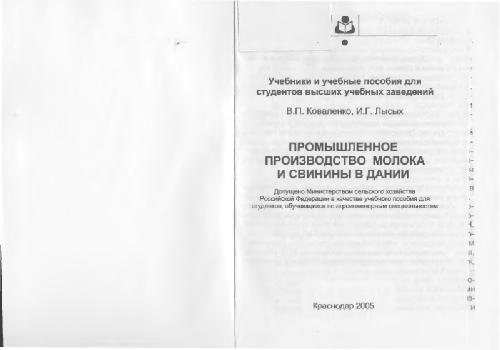 Учебники и учебные пособия для
студентов высших учебных заведений
В.П. Коваленко, И.Г. Лысых
ПРОМЫШЛЕННОЕ
ПРОИЗВОДСТВО МОЛОКА
И СВИНИНЫ В ДАНИИ
Допущено Министерством сельского хозяйства
Российской Федерации в качестве учебного пособия для
студентов, обучающихся по агроинженерным специальностям
Краснодар 2005